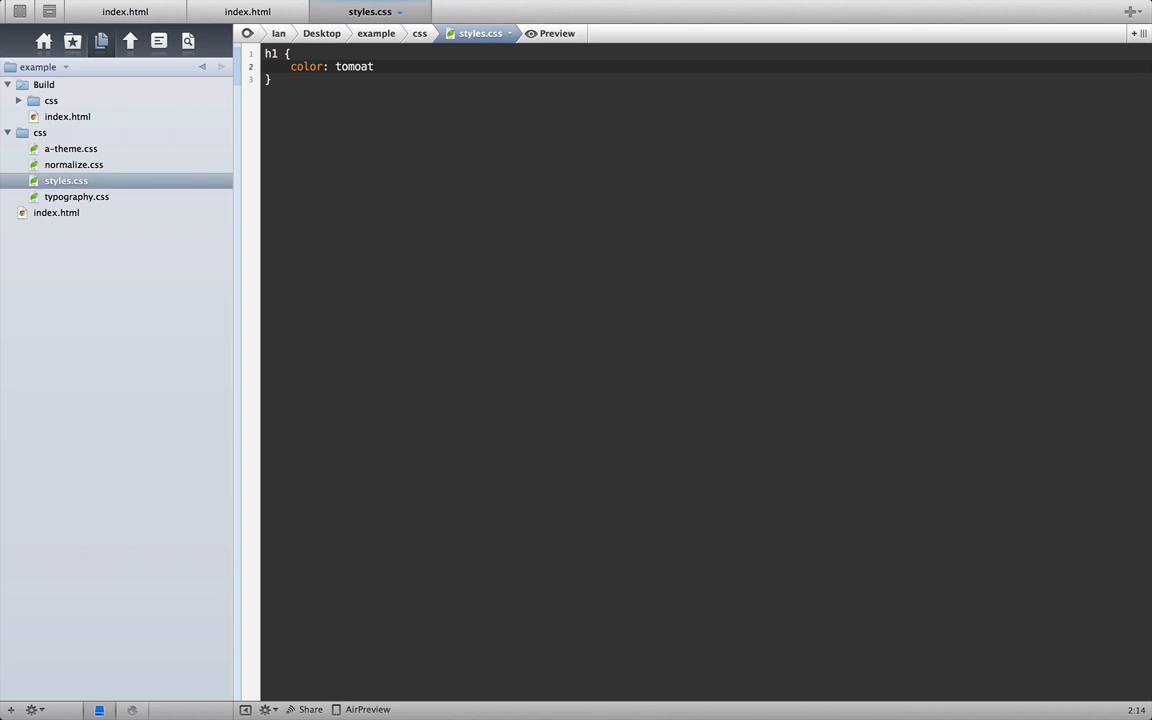 index.html index.html styles.css
Ian Desktop example css styles.css Preview
example
Build
css
index.html
css
a-theme.css
normalize.css
styles.css
typography.css
index.html
1 h1 {
2 color: tomoat
3 }
Share AirPreview 2:14